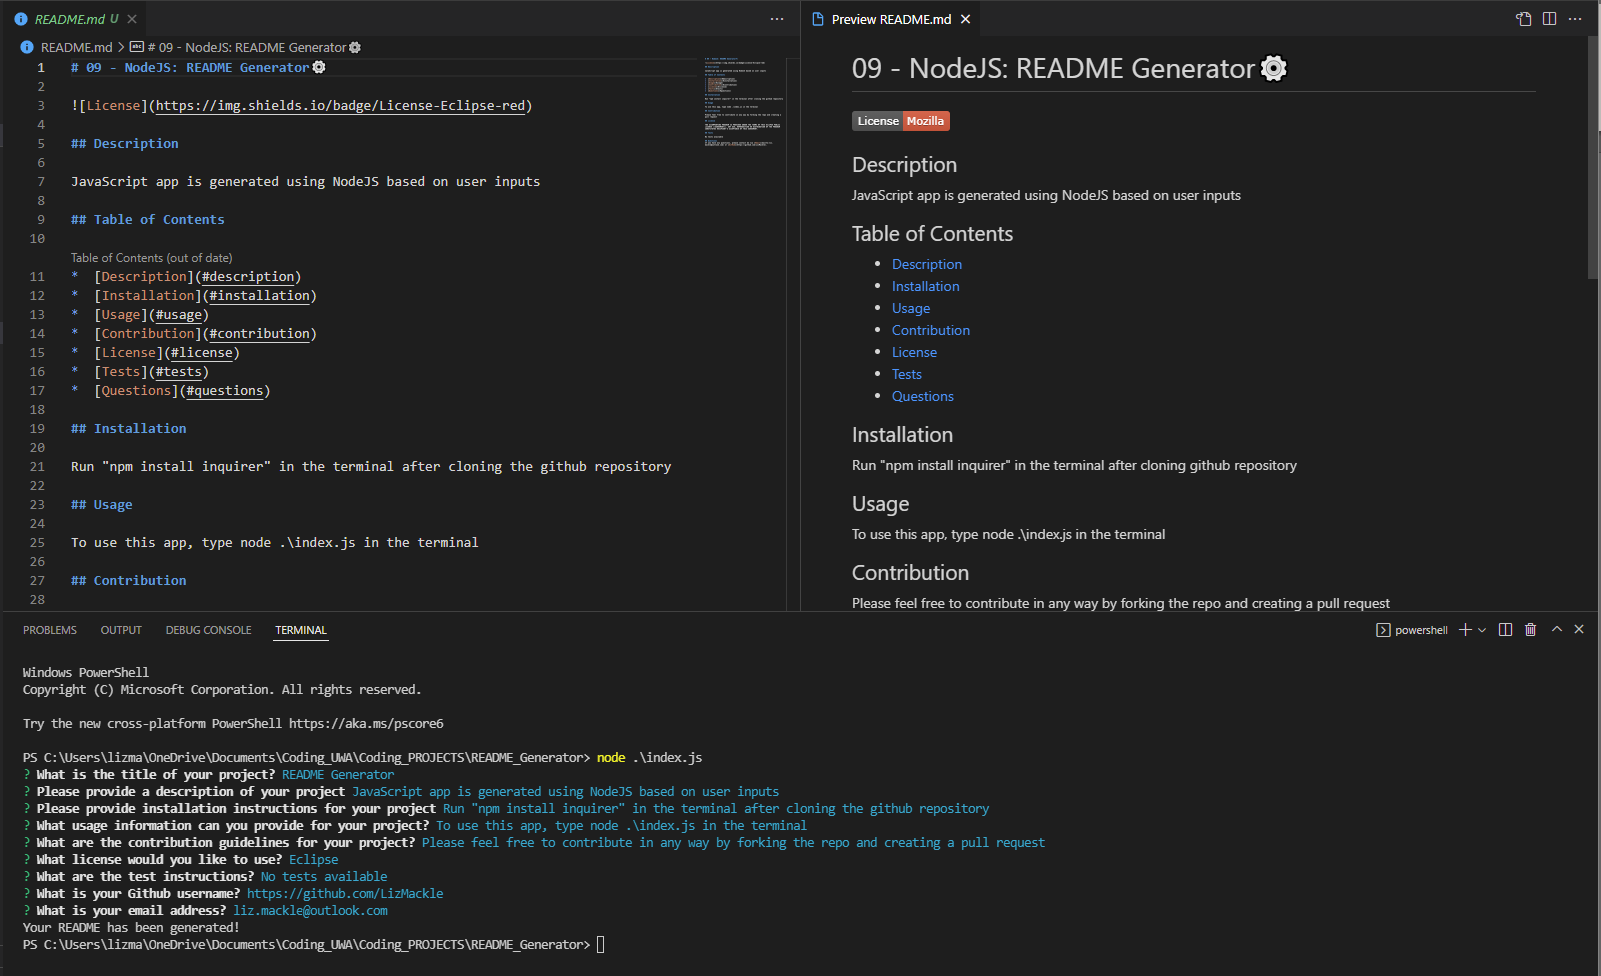 README.md U
Preview README.md
README.md > # 09 - NodeJS: README Generator⚙
1 # 09 - NodeJS: README Generator⚙
2
3 ![License](https://img.shields.io/badge/License-Eclipse-red)
4
5 ## Description
6
7 JavaScript app is generated using NodeJS based on user inputs
8
9 ## Table of Contents
10
Table of Contents (out of date)
11 * [Description](#description)
12 * [Installation](#installation)
13 * [Usage](#usage)
14 * [Contribution](#contribution)
15 * [License](#license)
16 * [Tests](#tests)
17 * [Questions](#questions)
18
19 ## Installation
20
21 Run "npm install inquirer" in the terminal after cloning the github repository
22
23 ## Usage
24
25 To use this app, type node .\index.js in the terminal
26
27 ## Contribution
28
09 - NodeJS: README Generator⚙
License Mozilla
Description
JavaScript app is generated using NodeJS based on user inputs
Table of Contents
• Description
• Installation
• Usage
• Contribution
• License
• Tests
• Questions
Installation
Run "npm install inquirer" in the terminal after cloning github repository
Usage
To use this app, type node .\index.js in the terminal
Contribution
Please feel free to contribute in any way by forking the repo and creating a pull request
PROBLEMS OUTPUT DEBUG CONSOLE TERMINAL
powershell
Windows PowerShell
Copyright (C) Microsoft Corporation. All rights reserved.
Try the new cross-platform PowerShell https://aka.ms/pscore6
PS C:\Users\lizma\OneDrive\Documents\Coding_UWA\Coding_PROJECTS\README_Generator> node .\index.js
? What is the title of your project? README Generator
? Please provide a description of your project JavaScript app is generated using NodeJS based on user inputs
? Please provide installation instructions for your project Run "npm install inquirer" in the terminal after cloning the github repository
? What usage information can you provide for your project? To use this app, type node .\index.js in the terminal
? What are the contribution guidelines for your project? Please feel free to contribute in any way by forking the repo and creating a pull request
? What license would you like to use? Eclipse
? What are the test instructions? No tests available
? What is your Github username? https://github.com/LizMackle
? What is your email address? liz.mackle@outlook.com
Your README has been generated!
PS C:\Users\lizma\OneDrive\Documents\Coding_UWA\Coding_PROJECTS\README_Generator>